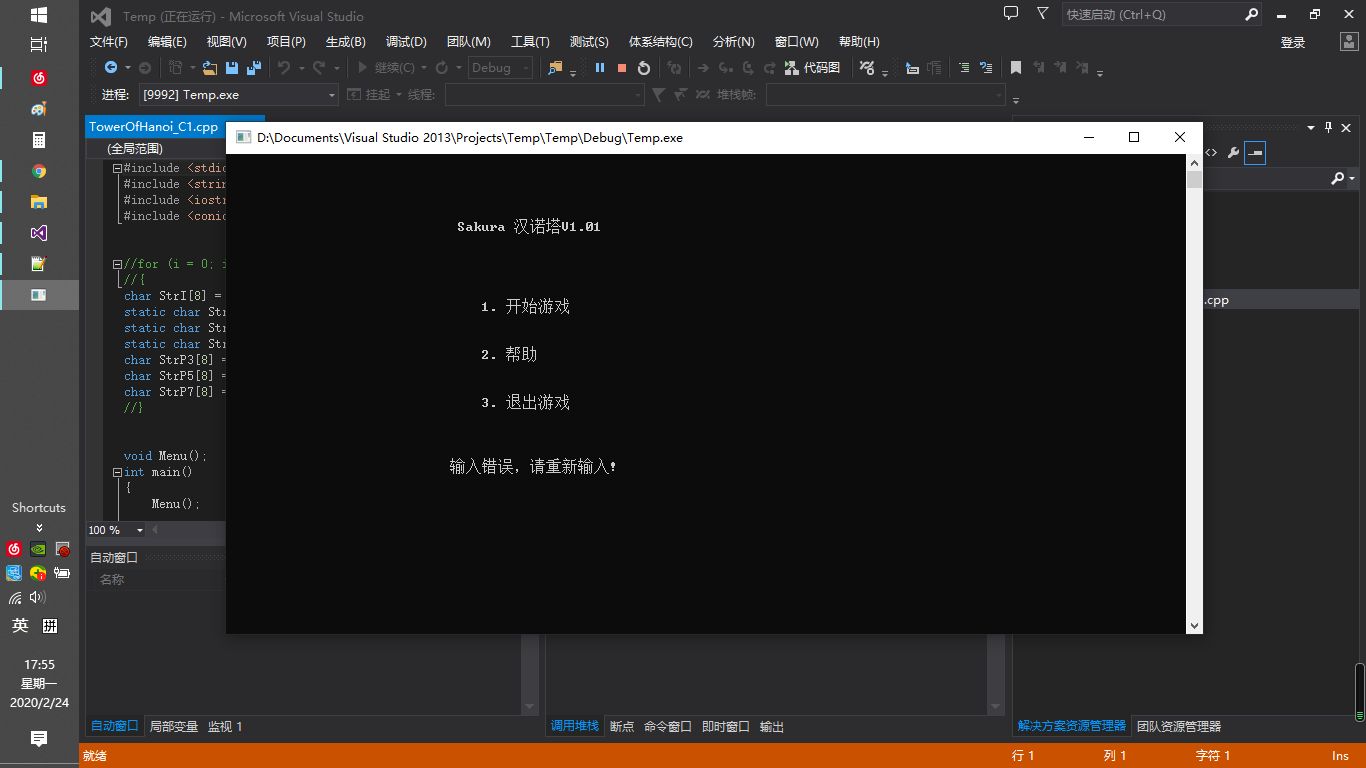 Temp (正在运行) - Microsoft Visual Studio
快速启动 (Ctrl+Q)
文件(F) 编辑(E) 视图(V) 项目(P) 生成(B) 调试(D) 团队(M) 工具(T) 测试(S) 体系结构(C) 分析(N) 窗口(W) 帮助(H)
登录
继续(C) Debug 代码图
进程: [9992] Temp.exe 挂起 线程: 堆栈帧:
TowerOfHanoi_C1.cpp
D:\Documents\Visual Studio 2013\Projects\Temp\Temp\Debug\Temp.exe
(全局范围)
#include <stdio
#include <strin
#include <iostr
#include <conio
//for (i = 0; i
//{
char StrI[8] =
static char Str
static char Str
static char Str
char StrP3[8] =
char StrP5[8] =
char StrP7[8] =
//}
void Menu();
int main()
{
Menu();
100 %
Sakura 汉诺塔V1.01
1. 开始游戏
2. 帮助
3. 退出游戏
输入错误，请重新输入!
.cpp
自动窗口
名称
自动窗口 局部变量 监视 1
调用堆栈 断点 命令窗口 即时窗口 输出
解决方案资源管理器 团队资源管理器
就绪 行 1 列 1 字符 1 Ins
Shortcuts
英 拼
17:55
星期一
2020/2/24